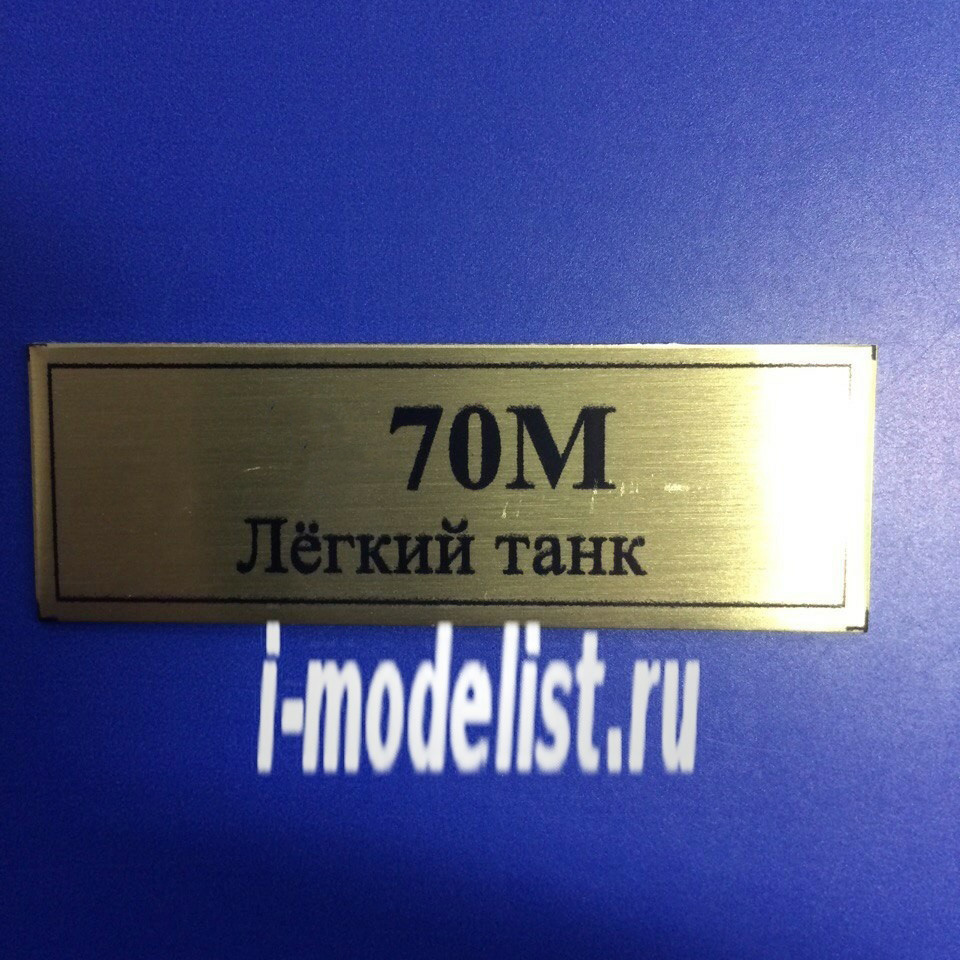 70М
Лёгкий танк
i-modelist.ru